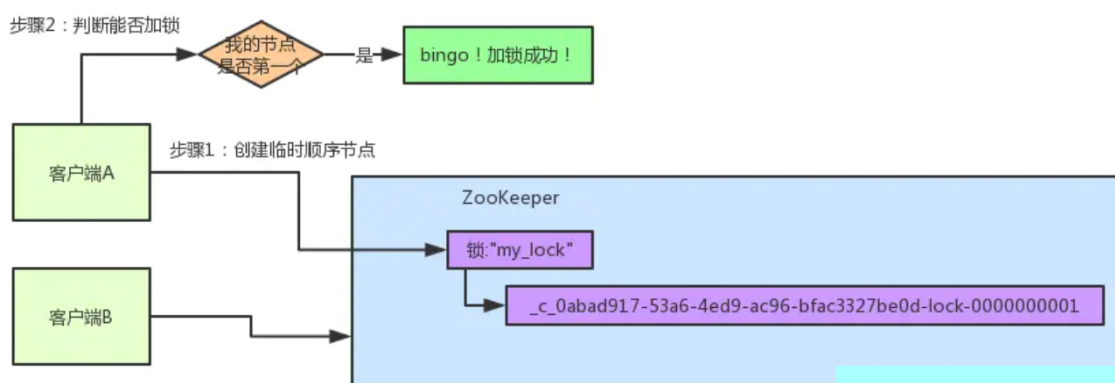 步骤2：判断能否加锁
我的节点
是否第一个
是
bingo！加锁成功！
客户端A
步骤1：创建临时顺序节点
ZooKeeper
锁:"my_lock"
_c_0abad917-53a6-4ed9-ac96-bfac3327be0d-lock-0000000001
客户端B